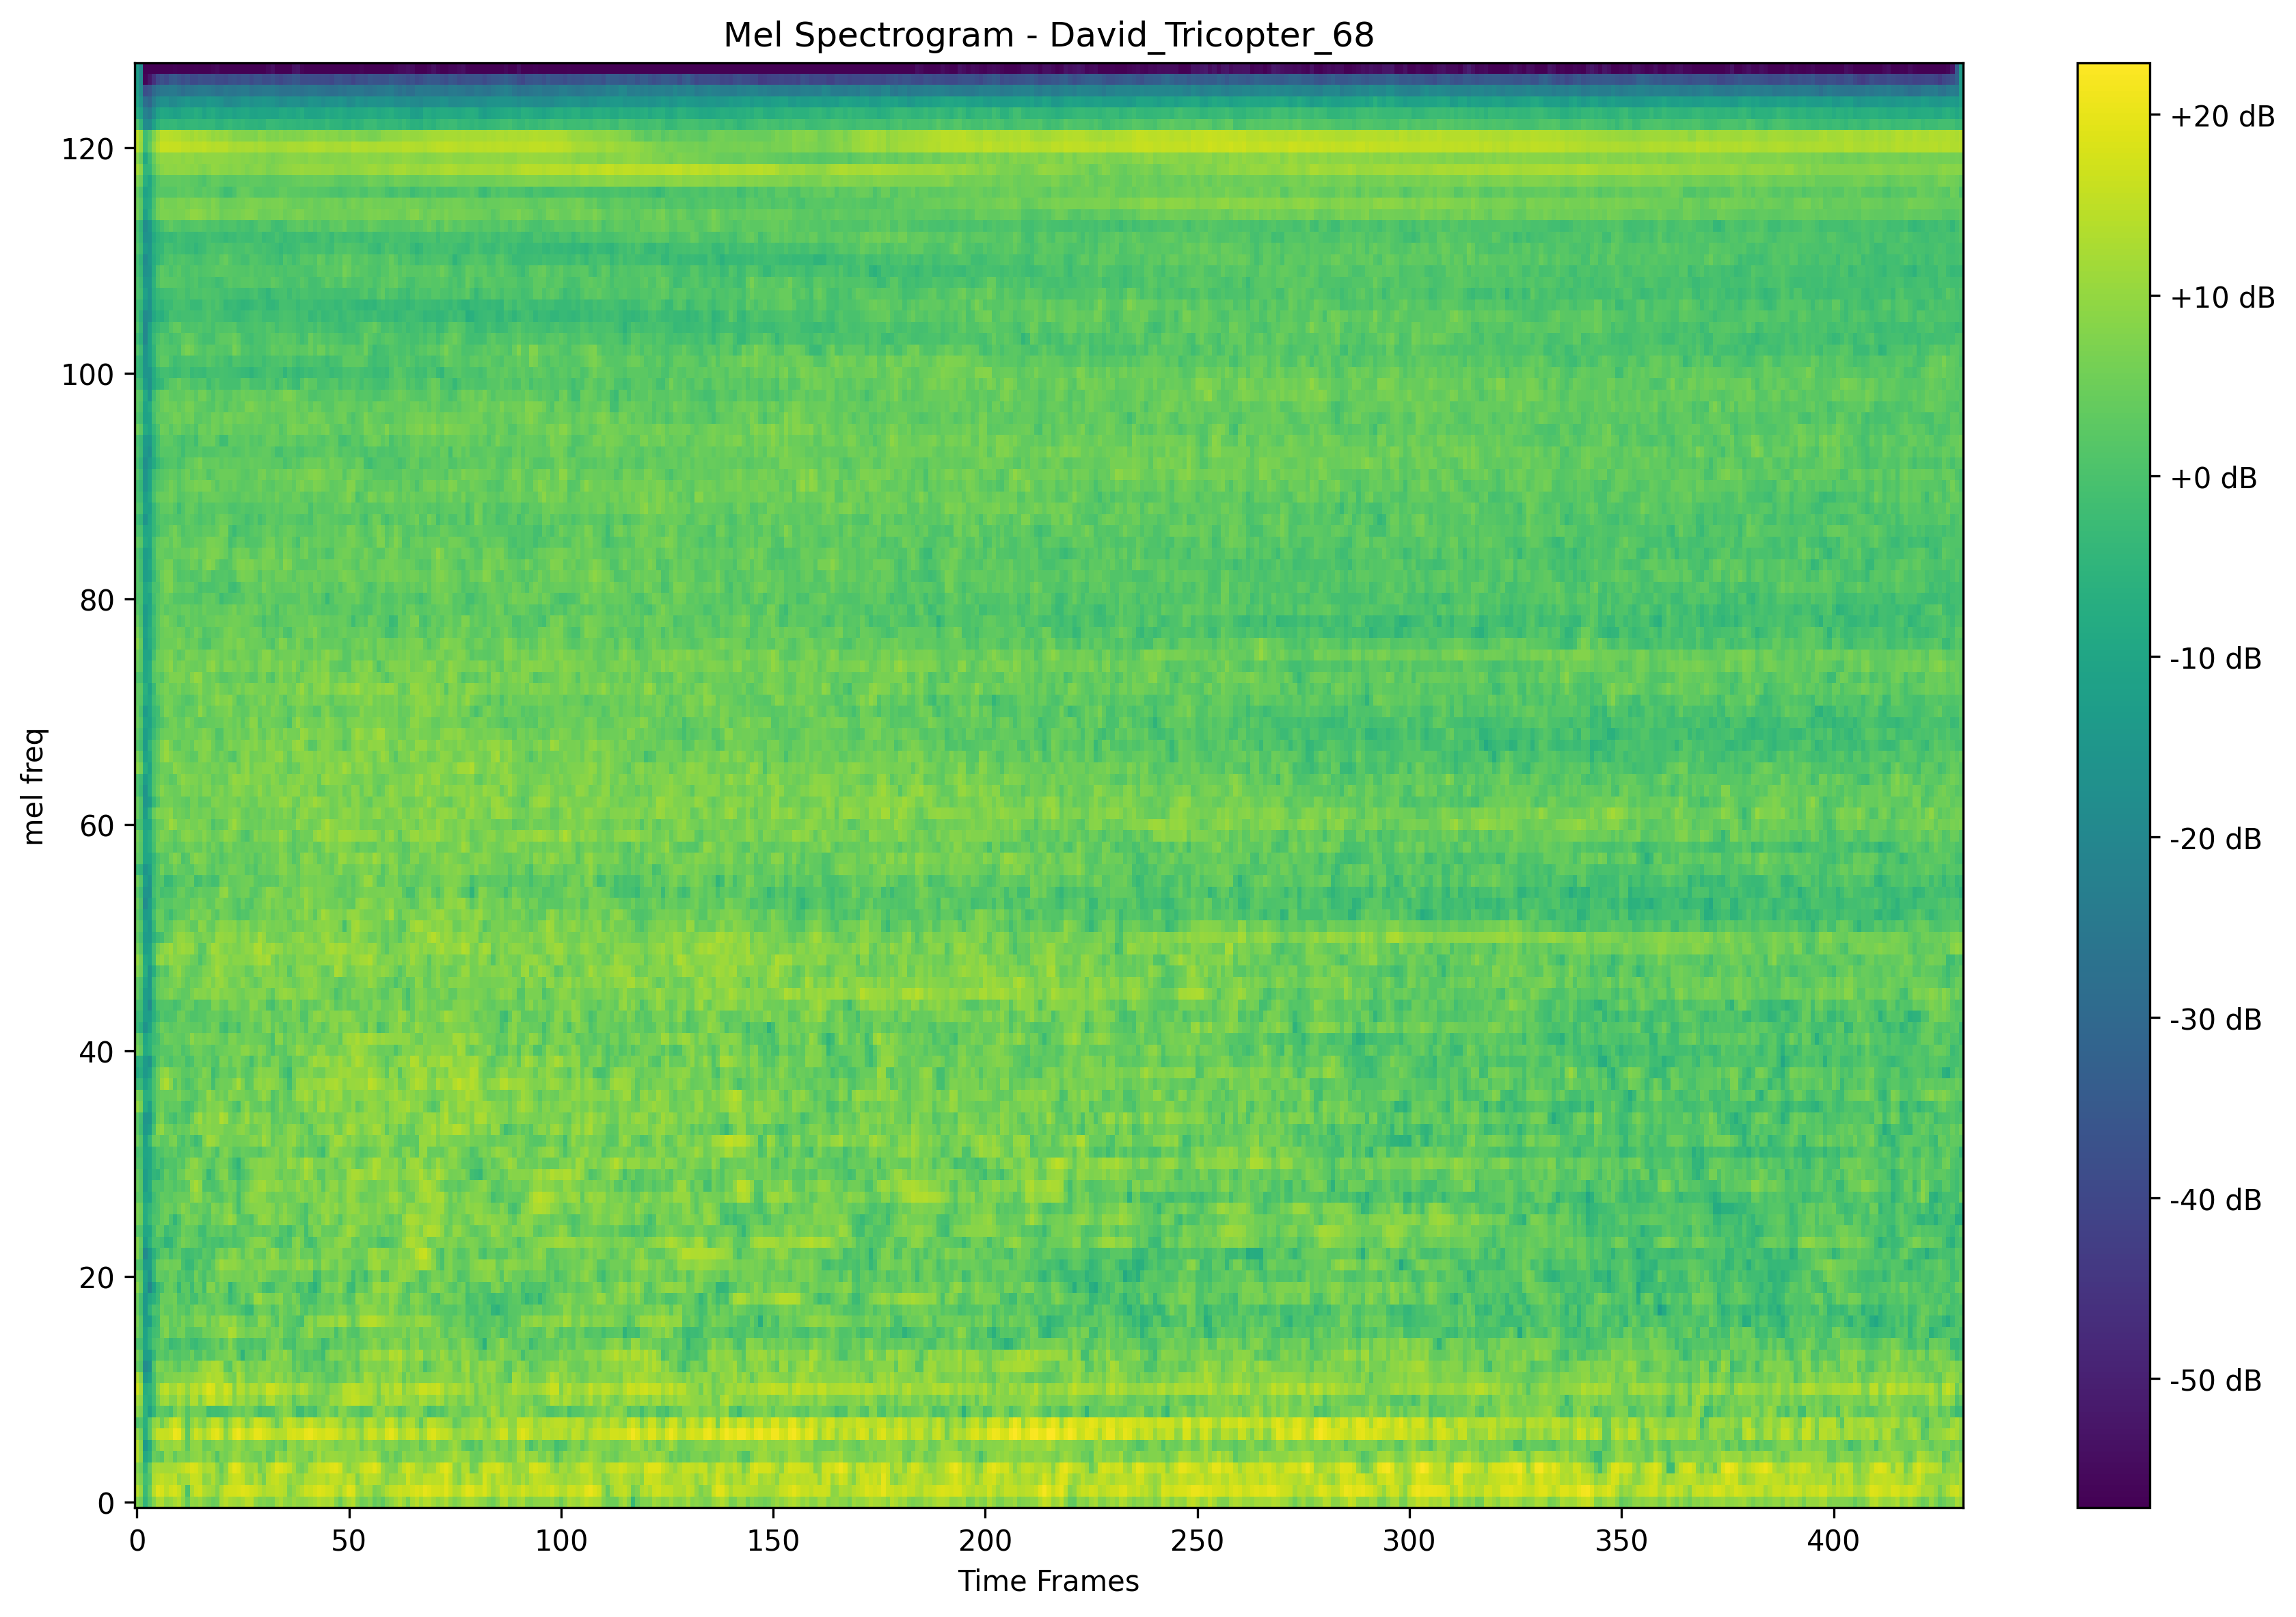 Mel Spectrogram - David_Tricopter_68
mel freq
120
100
80
60
40
20
0
0 50 100 150 200 250 300 350 400
Time Frames
+20 dB
+10 dB
+0 dB
-10 dB
-20 dB
-30 dB
-40 dB
-50 dB